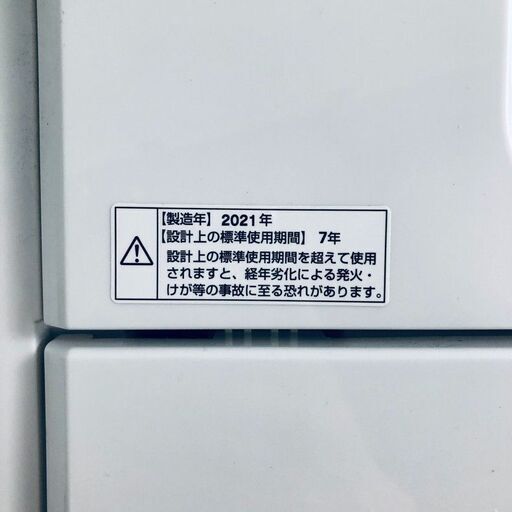 【製造年】2021年
【設計上の標準使用期間】 7年
設計上の標準使用期間を超えて使用
されますと、経年劣化による発火・
けが等の事故に至る恐れがあります。